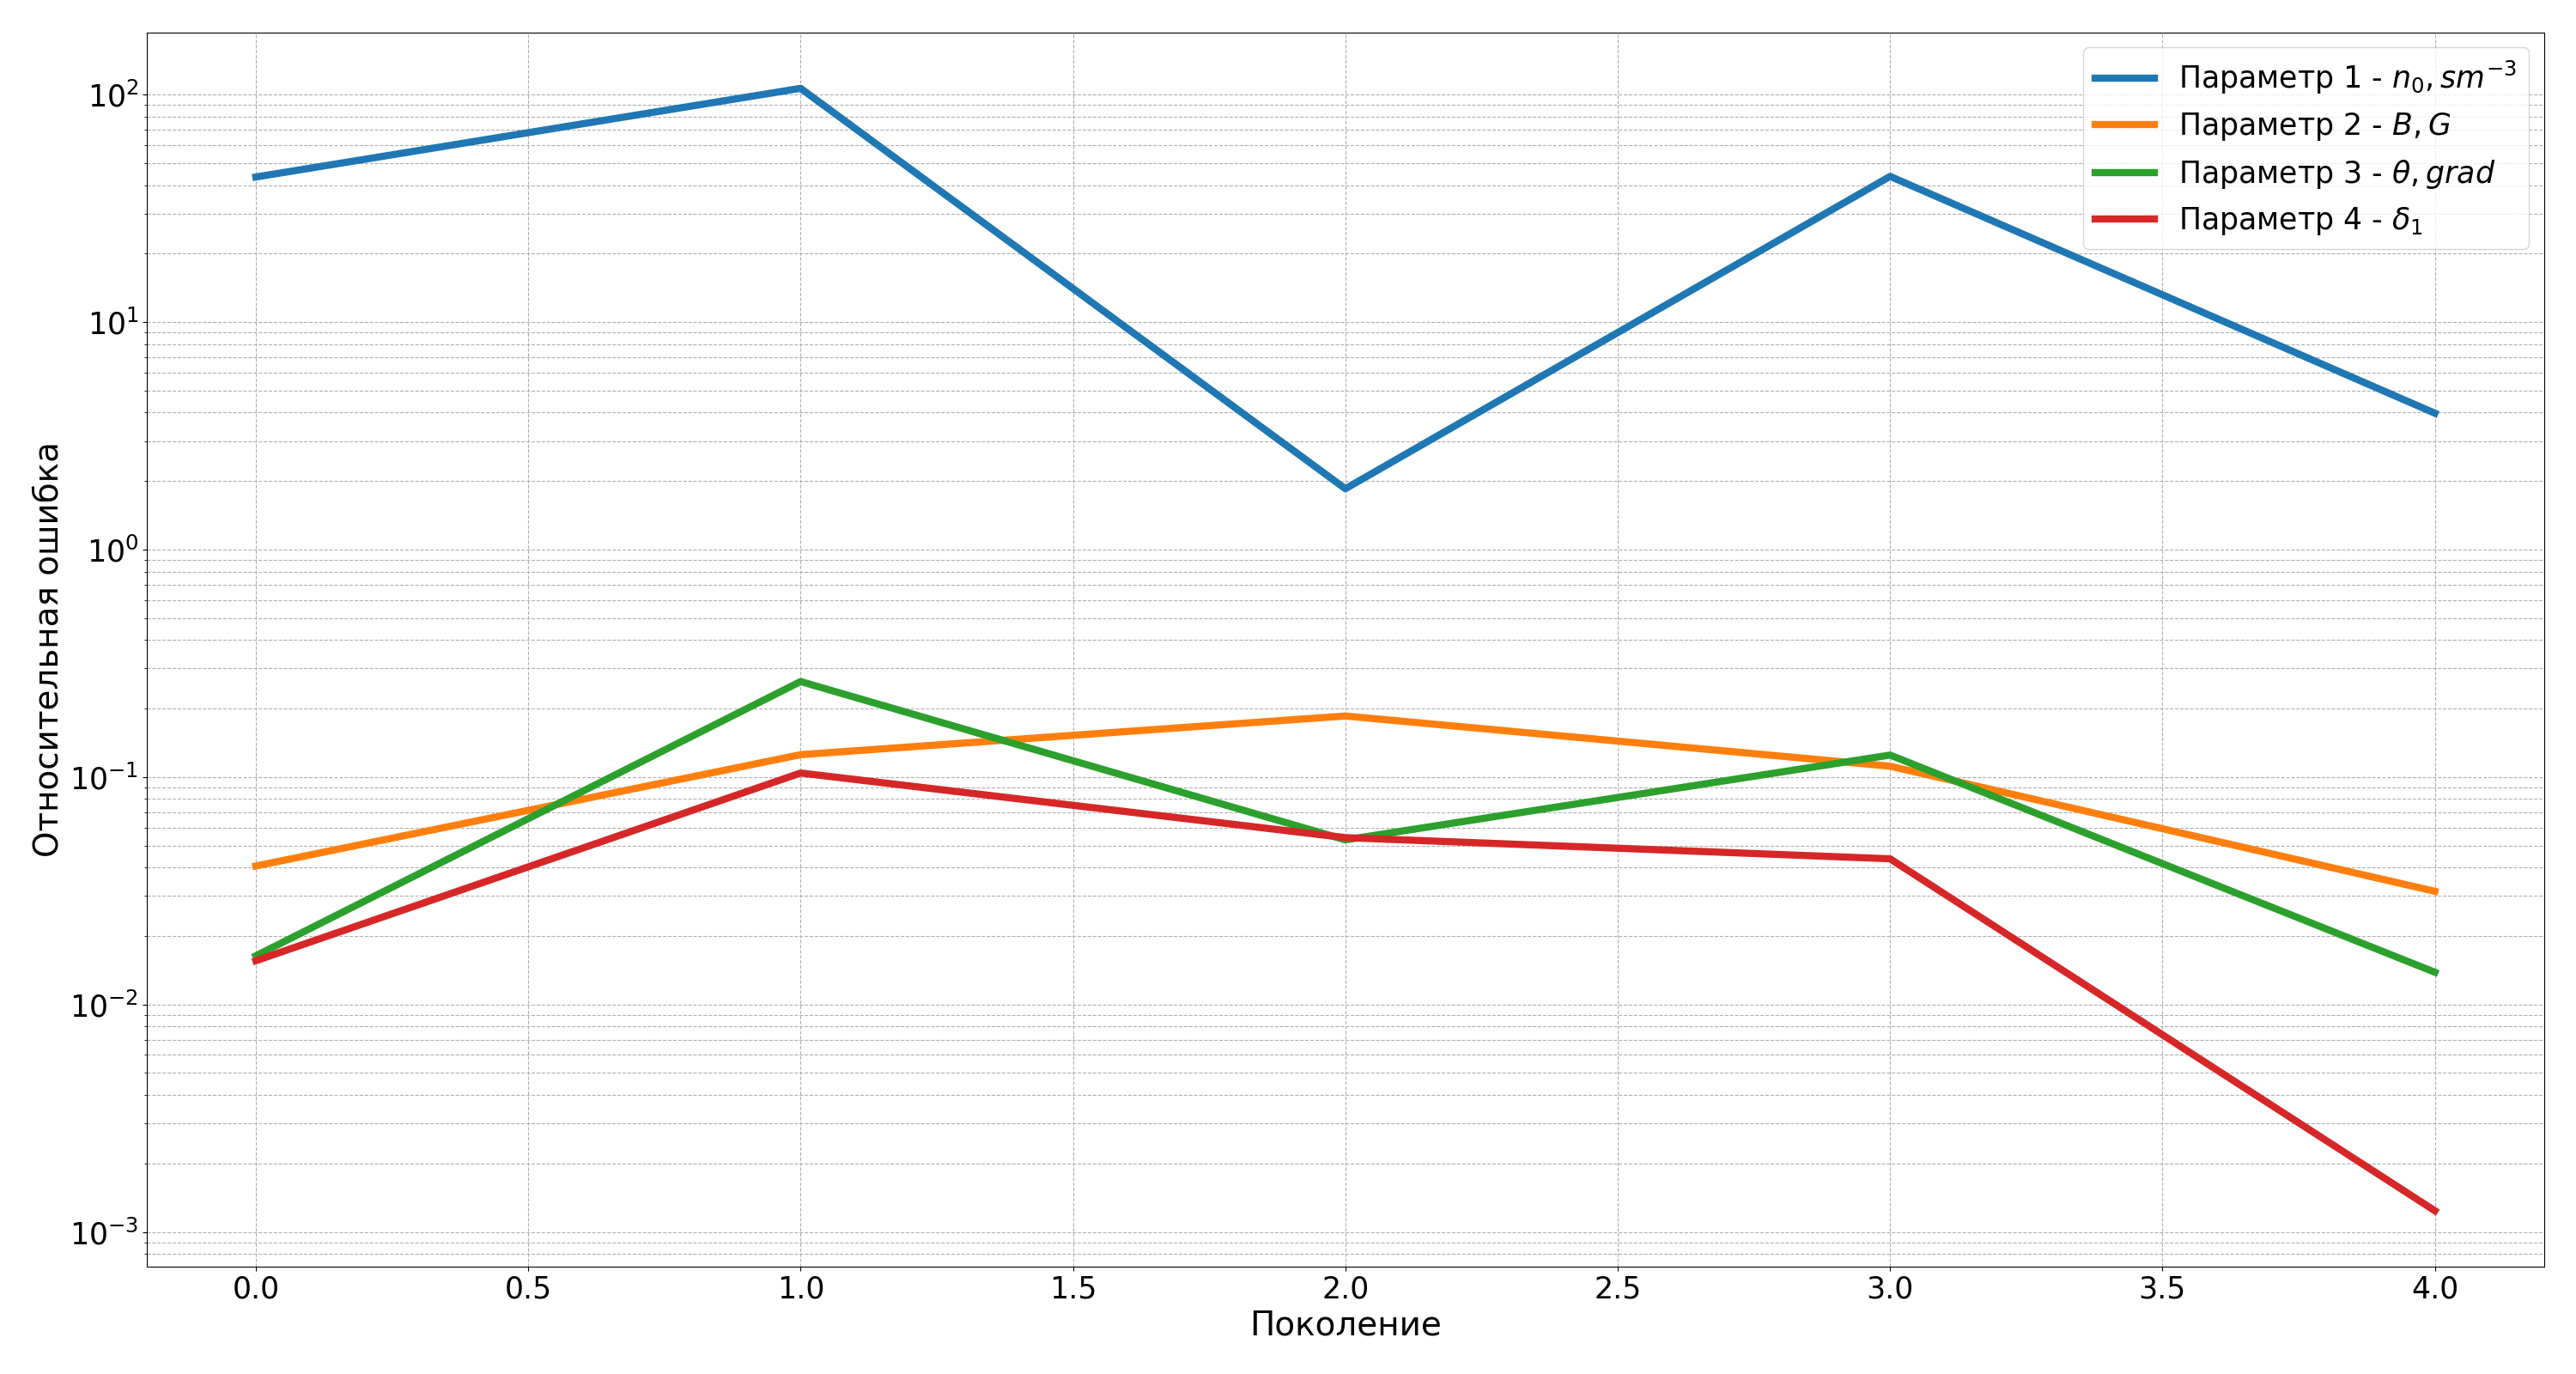 Параметр 1 - n₀, sm⁻³
Параметр 2 - B, G
Параметр 3 - θ, grad
Параметр 4 - δ₁
10²
10¹
10⁰
10⁻¹
10⁻²
10⁻³
Относительная ошибка
0.0 0.5 1.0 1.5 2.0 2.5 3.0 3.5 4.0
Поколение